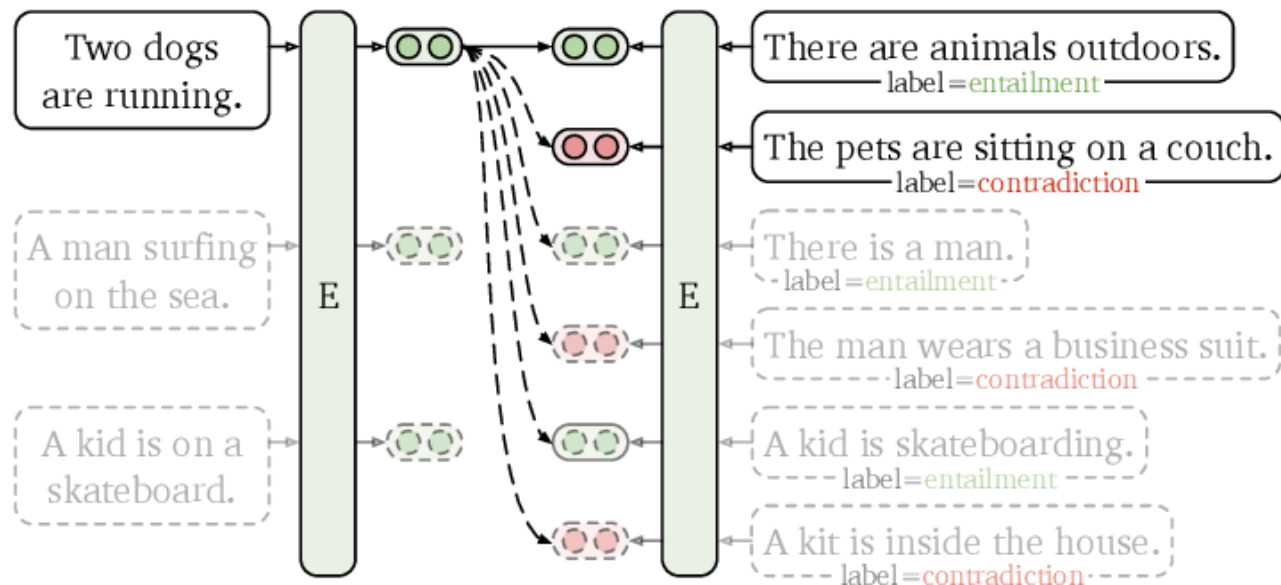 Two dogs
are running.
There are animals outdoors.
label=entailment
The pets are sitting on a couch.
label=contradiction
A man surfing
on the sea.
There is a man.
label=entailment
E
E
The man wears a business suit.
label=contradiction
A kid is on a
skateboard.
A kid is skateboarding.
label=entailment
A kit is inside the house.
label=contradiction